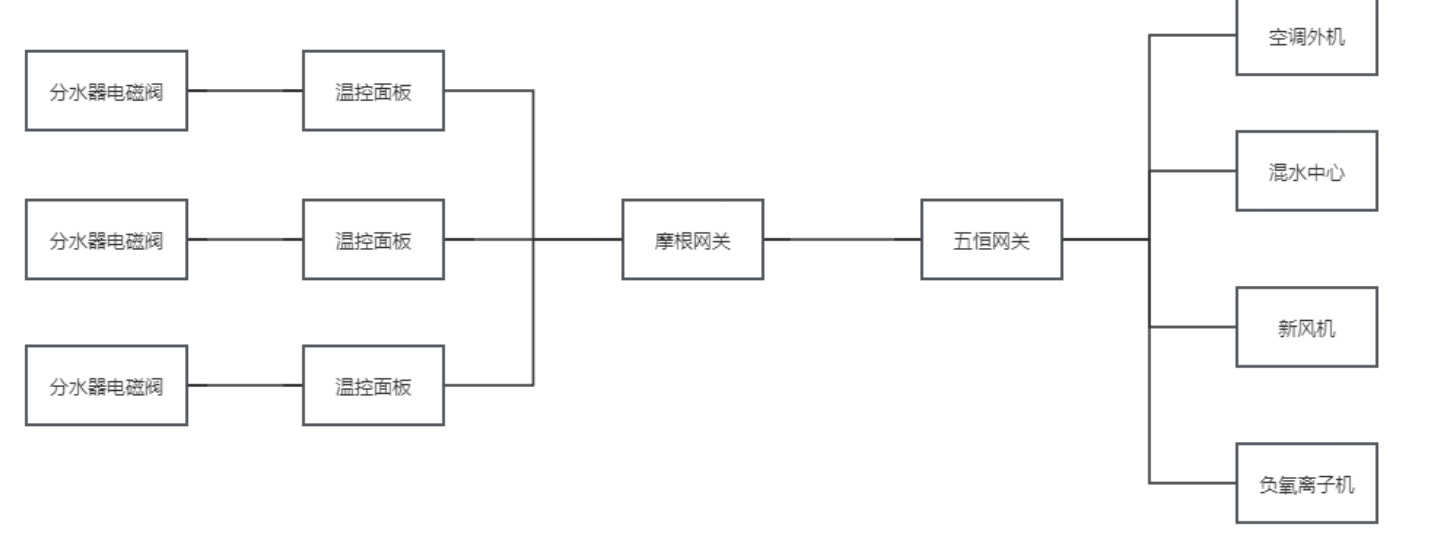 空调外机
分水器电磁阀
温控面板
混水中心
分水器电磁阀
温控面板
摩根网关
五恒网关
新风机
分水器电磁阀
温控面板
负氧离子机